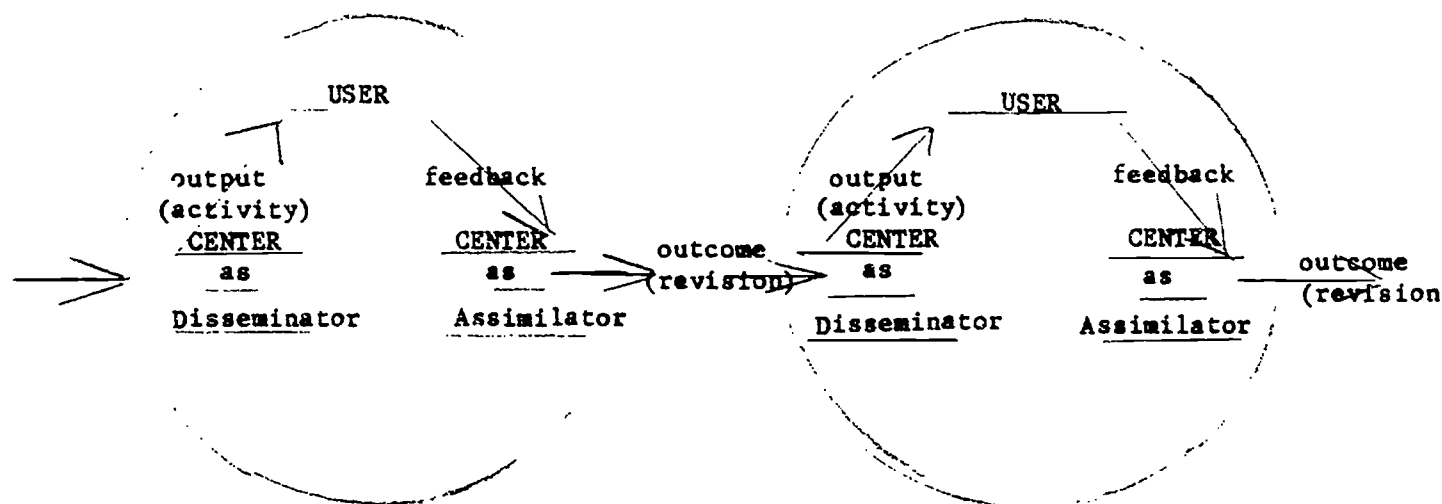 USER
output
(activity)
feedback
CENTER
as
Disseminator
CENTER
as
Assimilator
outcome
(revision)
USER
output
(activity)
feedback
CENTER
as
Disseminator
CENTER
as
Assimilator
outcome
(revision